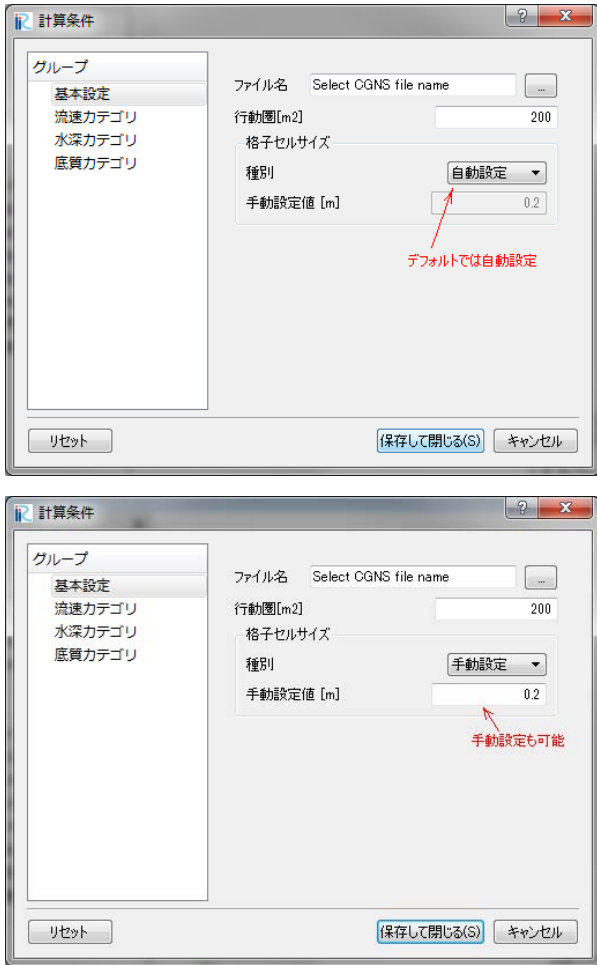 計算条件
グループ
基本設定
流速カテゴリ
水深カテゴリ
底質カテゴリ
ファイル名 Select CGNS file name ...
行動圏[m2] 200
格子セルサイズ
種別 自動設定
手動設定値 [m] 0.2
デフォルトでは自動設定
リセット 保存して閉じる(S) キャンセル
計算条件
グループ
基本設定
流速カテゴリ
水深カテゴリ
底質カテゴリ
ファイル名 Select CGNS file name ...
行動圏[m2] 200
格子セルサイズ
種別 手動設定
手動設定値 [m] 0.2
手動設定も可能
リセット 保存して閉じる(S) キャンセル